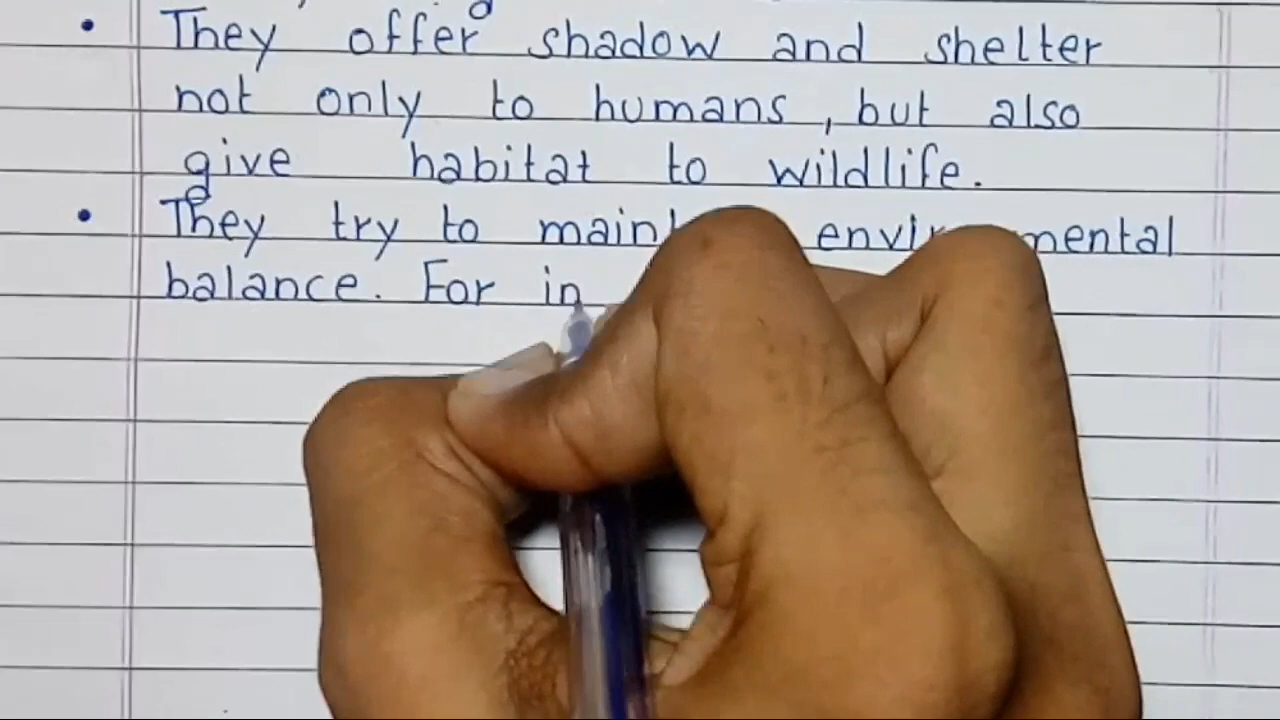 • They offer shadow and shelter
not only to humans, but also
give habitat to wildlife.
• They try to
balance. For in